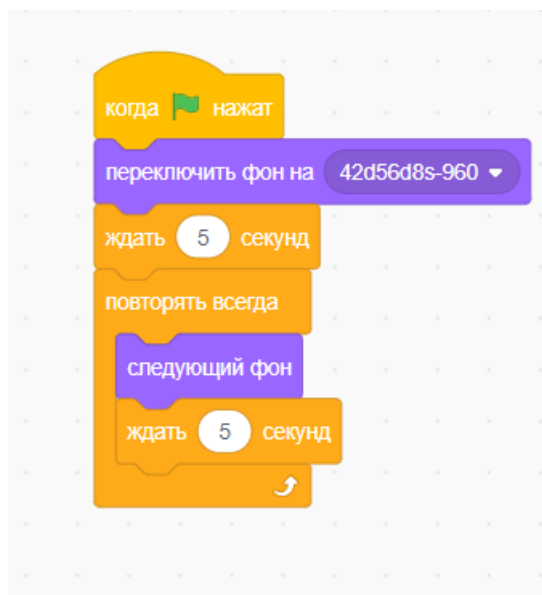 когда нажат
переключить фон на 42d56d8s-960
ждать 5 секунд
повторять всегда
следующий фон
ждать 5 секунд